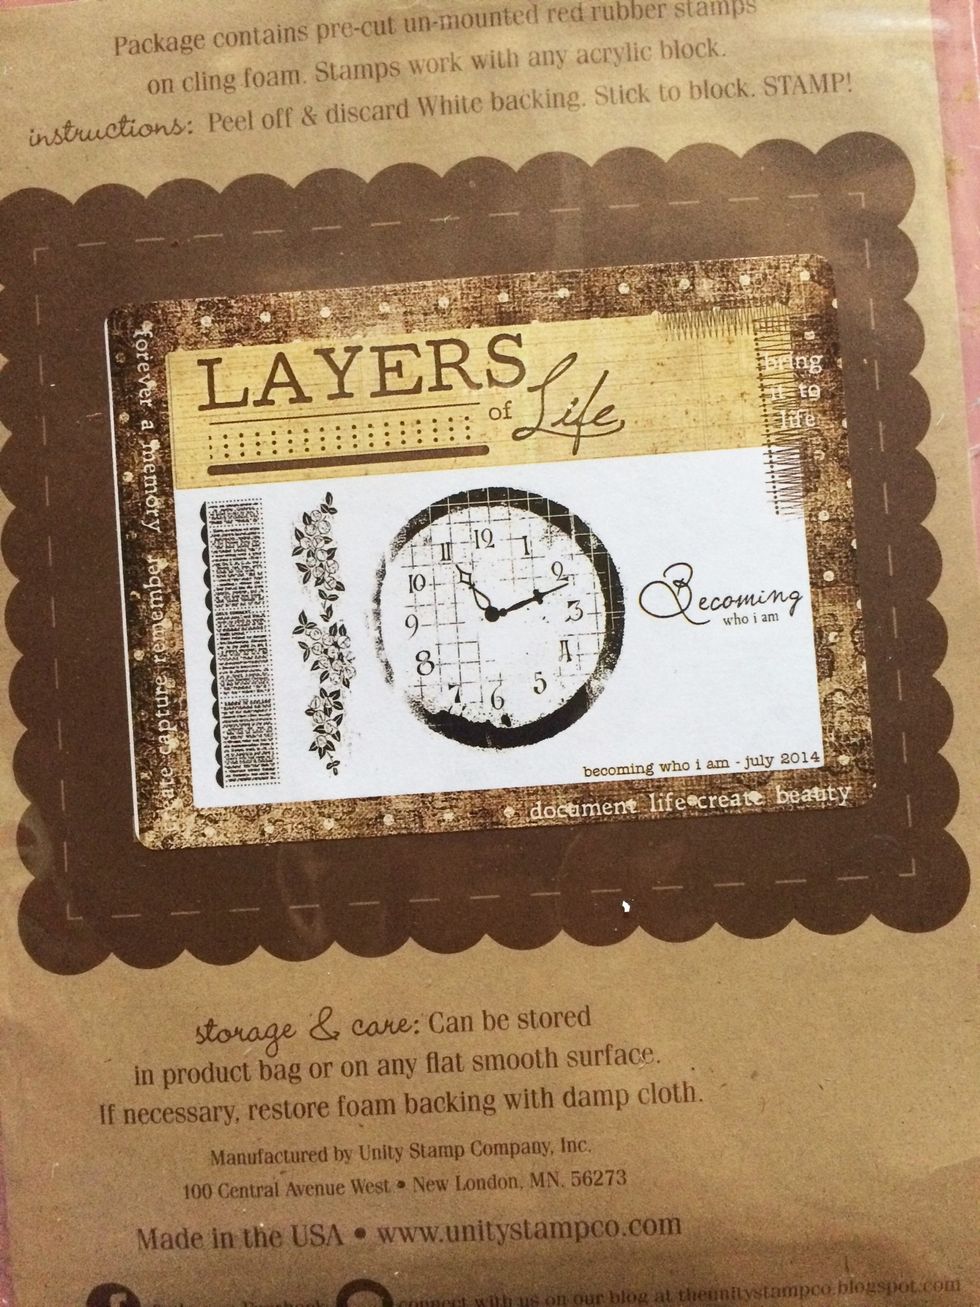 Package contains pre-cut un-mounted red rubber stamps
on cling foam. Stamps work with any acrylic block.
instructions: Peel off & discard White backing. Stick to block. STAMP!
LAYERS
of Life
bring
it to
life
forever a memory
remember
capture
12
1
2
3
4
5
6
7
8
9
10
11
Becoming
who i am
becoming who i am - july 2014
document life create beauty
storage & care: Can be stored
in product bag or on any flat smooth surface.
If necessary, restore foam backing with damp cloth.
Manufactured by Unity Stamp Company, Inc.
100 Central Avenue West • New London, MN. 56273
Made in the USA • www.unitystampco.com
connect with us on our blog at theunitystampco.blogspot.com